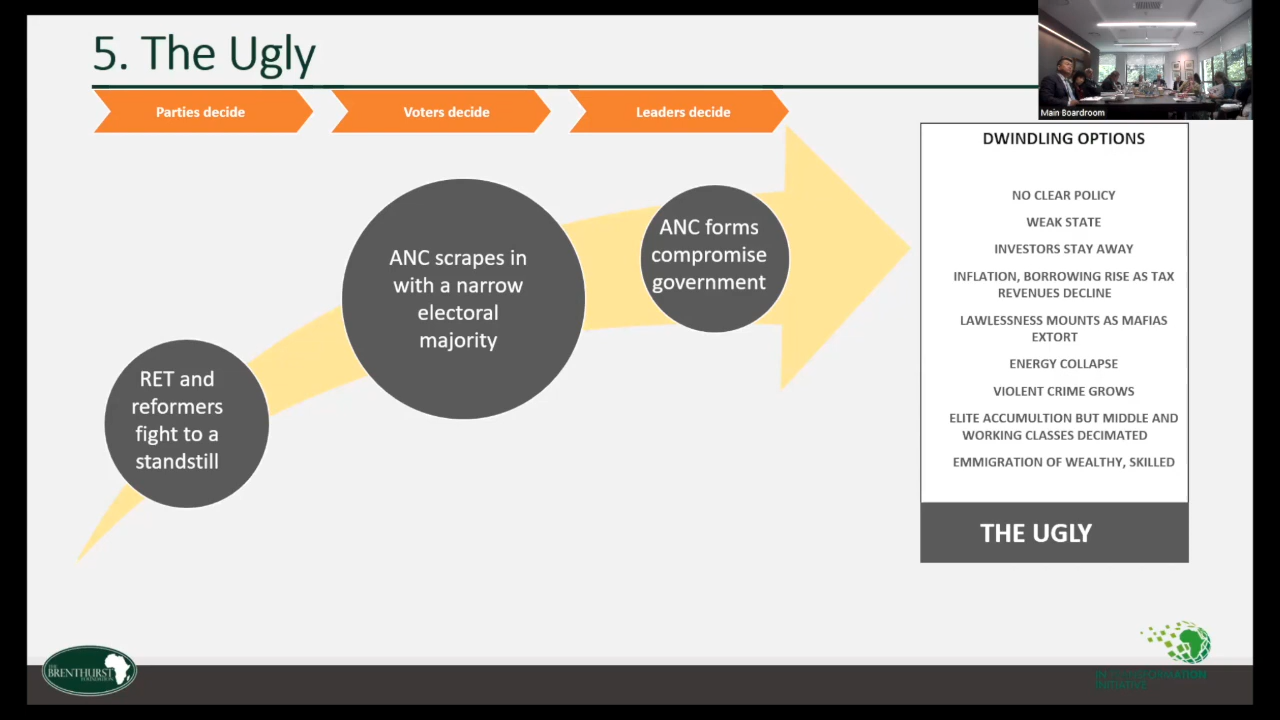 5. The Ugly
Main Boardroom
Parties decide
Voters decide
Leaders decide
RET and
reformers
fight to a
standstill
ANC scrapes in
with a narrow
electoral
majority
ANC forms
compromise
government
DWINDLING OPTIONS
NO CLEAR POLICY
WEAK STATE
INVESTORS STAY AWAY
INFLATION, BORROWING RISE AS TAX
REVENUES DECLINE
LAWLESSNESS MOUNTS AS MAFIAS
EXTORT
ENERGY COLLAPSE
VIOLENT CRIME GROWS
ELITE ACCUMULTION BUT MIDDLE AND
WORKING CLASSES DECIMATED
EMMIGRATION OF WEALTHY, SKILLED
THE UGLY
THE
BRENTHURST
FOUNDATION
INITIATIVE